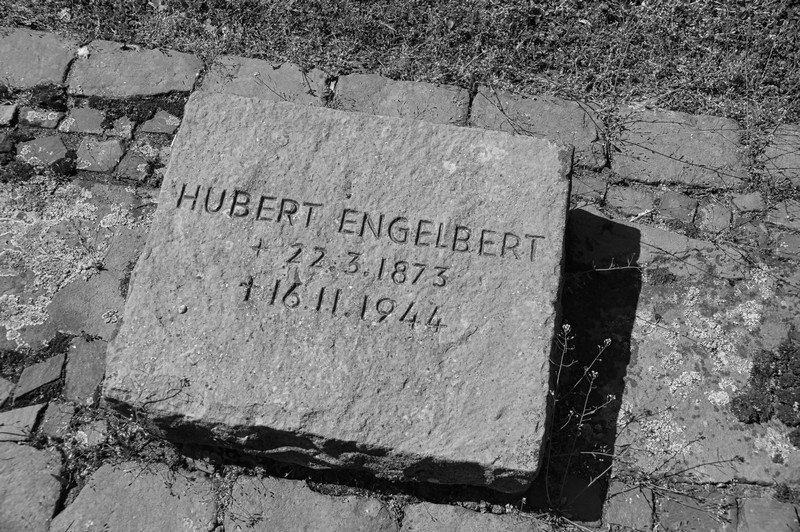 HUBERT ENGELBERT
+ 22.3.1873
† 16.11.1944